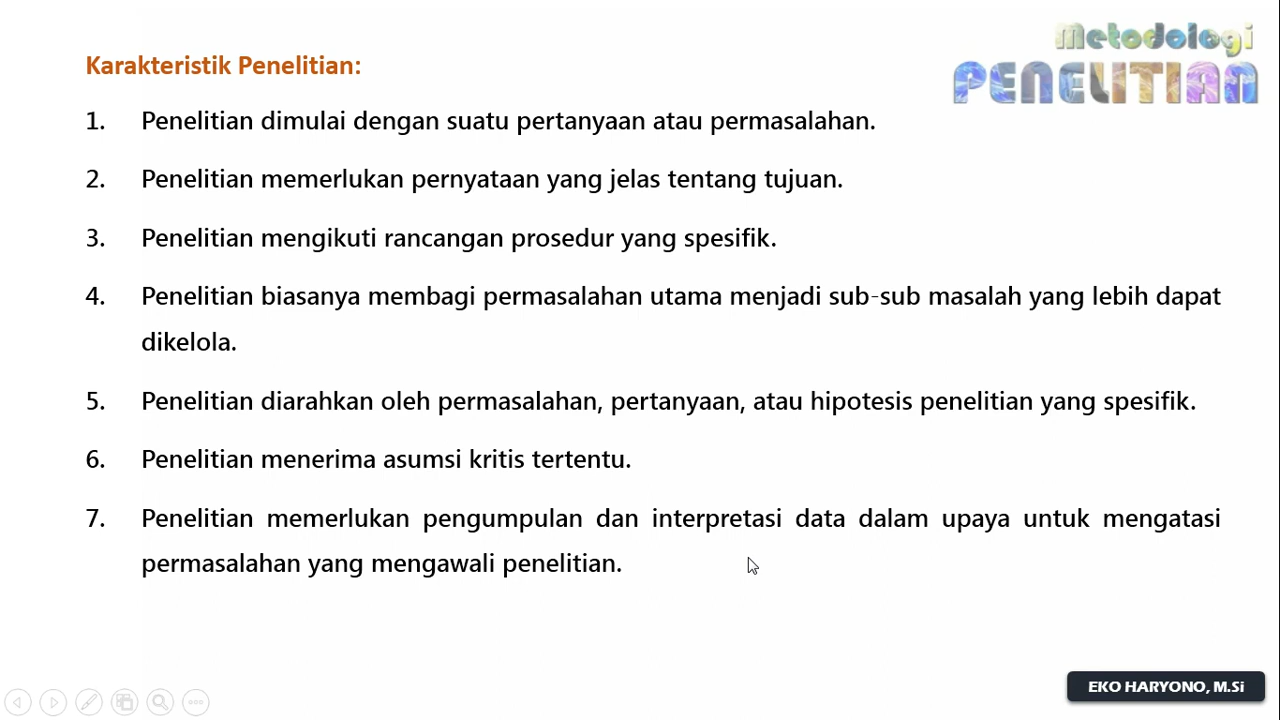 Metodologi
PENELITIAN
Karakteristik Penelitian:
1. Penelitian dimulai dengan suatu pertanyaan atau permasalahan.
2. Penelitian memerlukan pernyataan yang jelas tentang tujuan.
3. Penelitian mengikuti rancangan prosedur yang spesifik.
4. Penelitian biasanya membagi permasalahan utama menjadi sub-sub masalah yang lebih dapat
dikelola.
5. Penelitian diarahkan oleh permasalahan, pertanyaan, atau hipotesis penelitian yang spesifik.
6. Penelitian menerima asumsi kritis tertentu.
7. Penelitian memerlukan pengumpulan dan interpretasi data dalam upaya untuk mengatasi
permasalahan yang mengawali penelitian.
EKO HARYONO, M.Si